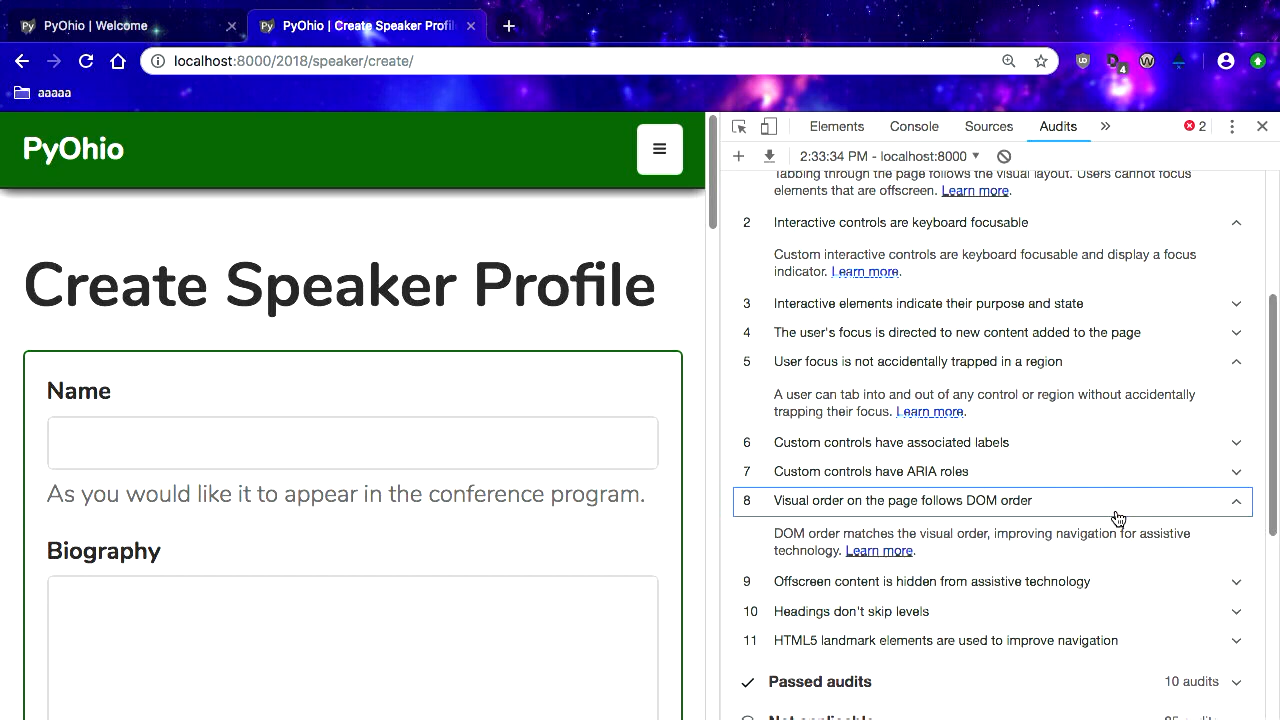 PyOhio | Welcome
PyOhio | Create Speaker Profil
localhost:8000/2018/speaker/create/
4
aaaaa
PyOhio
Create Speaker Profile
Name
As you would like it to appear in the conference program.
Biography
Elements Console Sources Audits » 2
2:33:34 PM - localhost:8000
Tabbing through the page follows the visual layout. Users cannot focus
elements that are offscreen. Learn more.
2 Interactive controls are keyboard focusable
Custom interactive controls are keyboard focusable and display a focus
indicator. Learn more.
3 Interactive elements indicate their purpose and state
4 The user's focus is directed to new content added to the page
5 User focus is not accidentally trapped in a region
A user can tab into and out of any control or region without accidentally
trapping their focus. Learn more.
6 Custom controls have associated labels
7 Custom controls have ARIA roles
8 Visual order on the page follows DOM order
DOM order matches the visual order, improving navigation for assistive
technology. Learn more.
9 Offscreen content is hidden from assistive technology
10 Headings don't skip levels
11 HTML5 landmark elements are used to improve navigation
Passed audits 10 audits